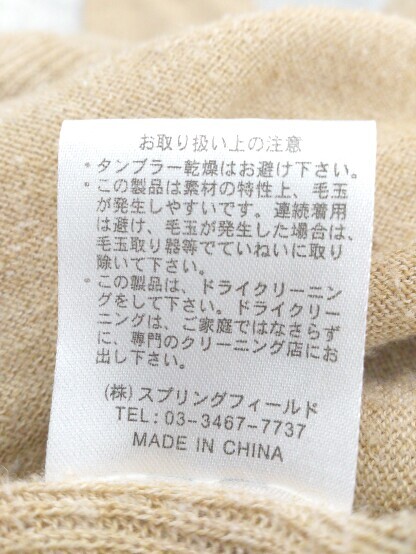 お取り扱い上の注意
・タンブラー乾燥はお避け下さい。
・この製品は素材の特性上、毛玉
が発生しやすいです。連続着用
は避け、毛玉が発生した場合は、
毛玉取り器等でていねいに取り
除いて下さい。
・この製品は、ドライクリーニン
グをして下さい。ドライクリー
ニングは、ご家庭ではなさらず
に、専門のクリーニング店にお
出し下さい。
(株)スプリングフィールド
TEL: 03-3467-7737
MADE IN CHINA